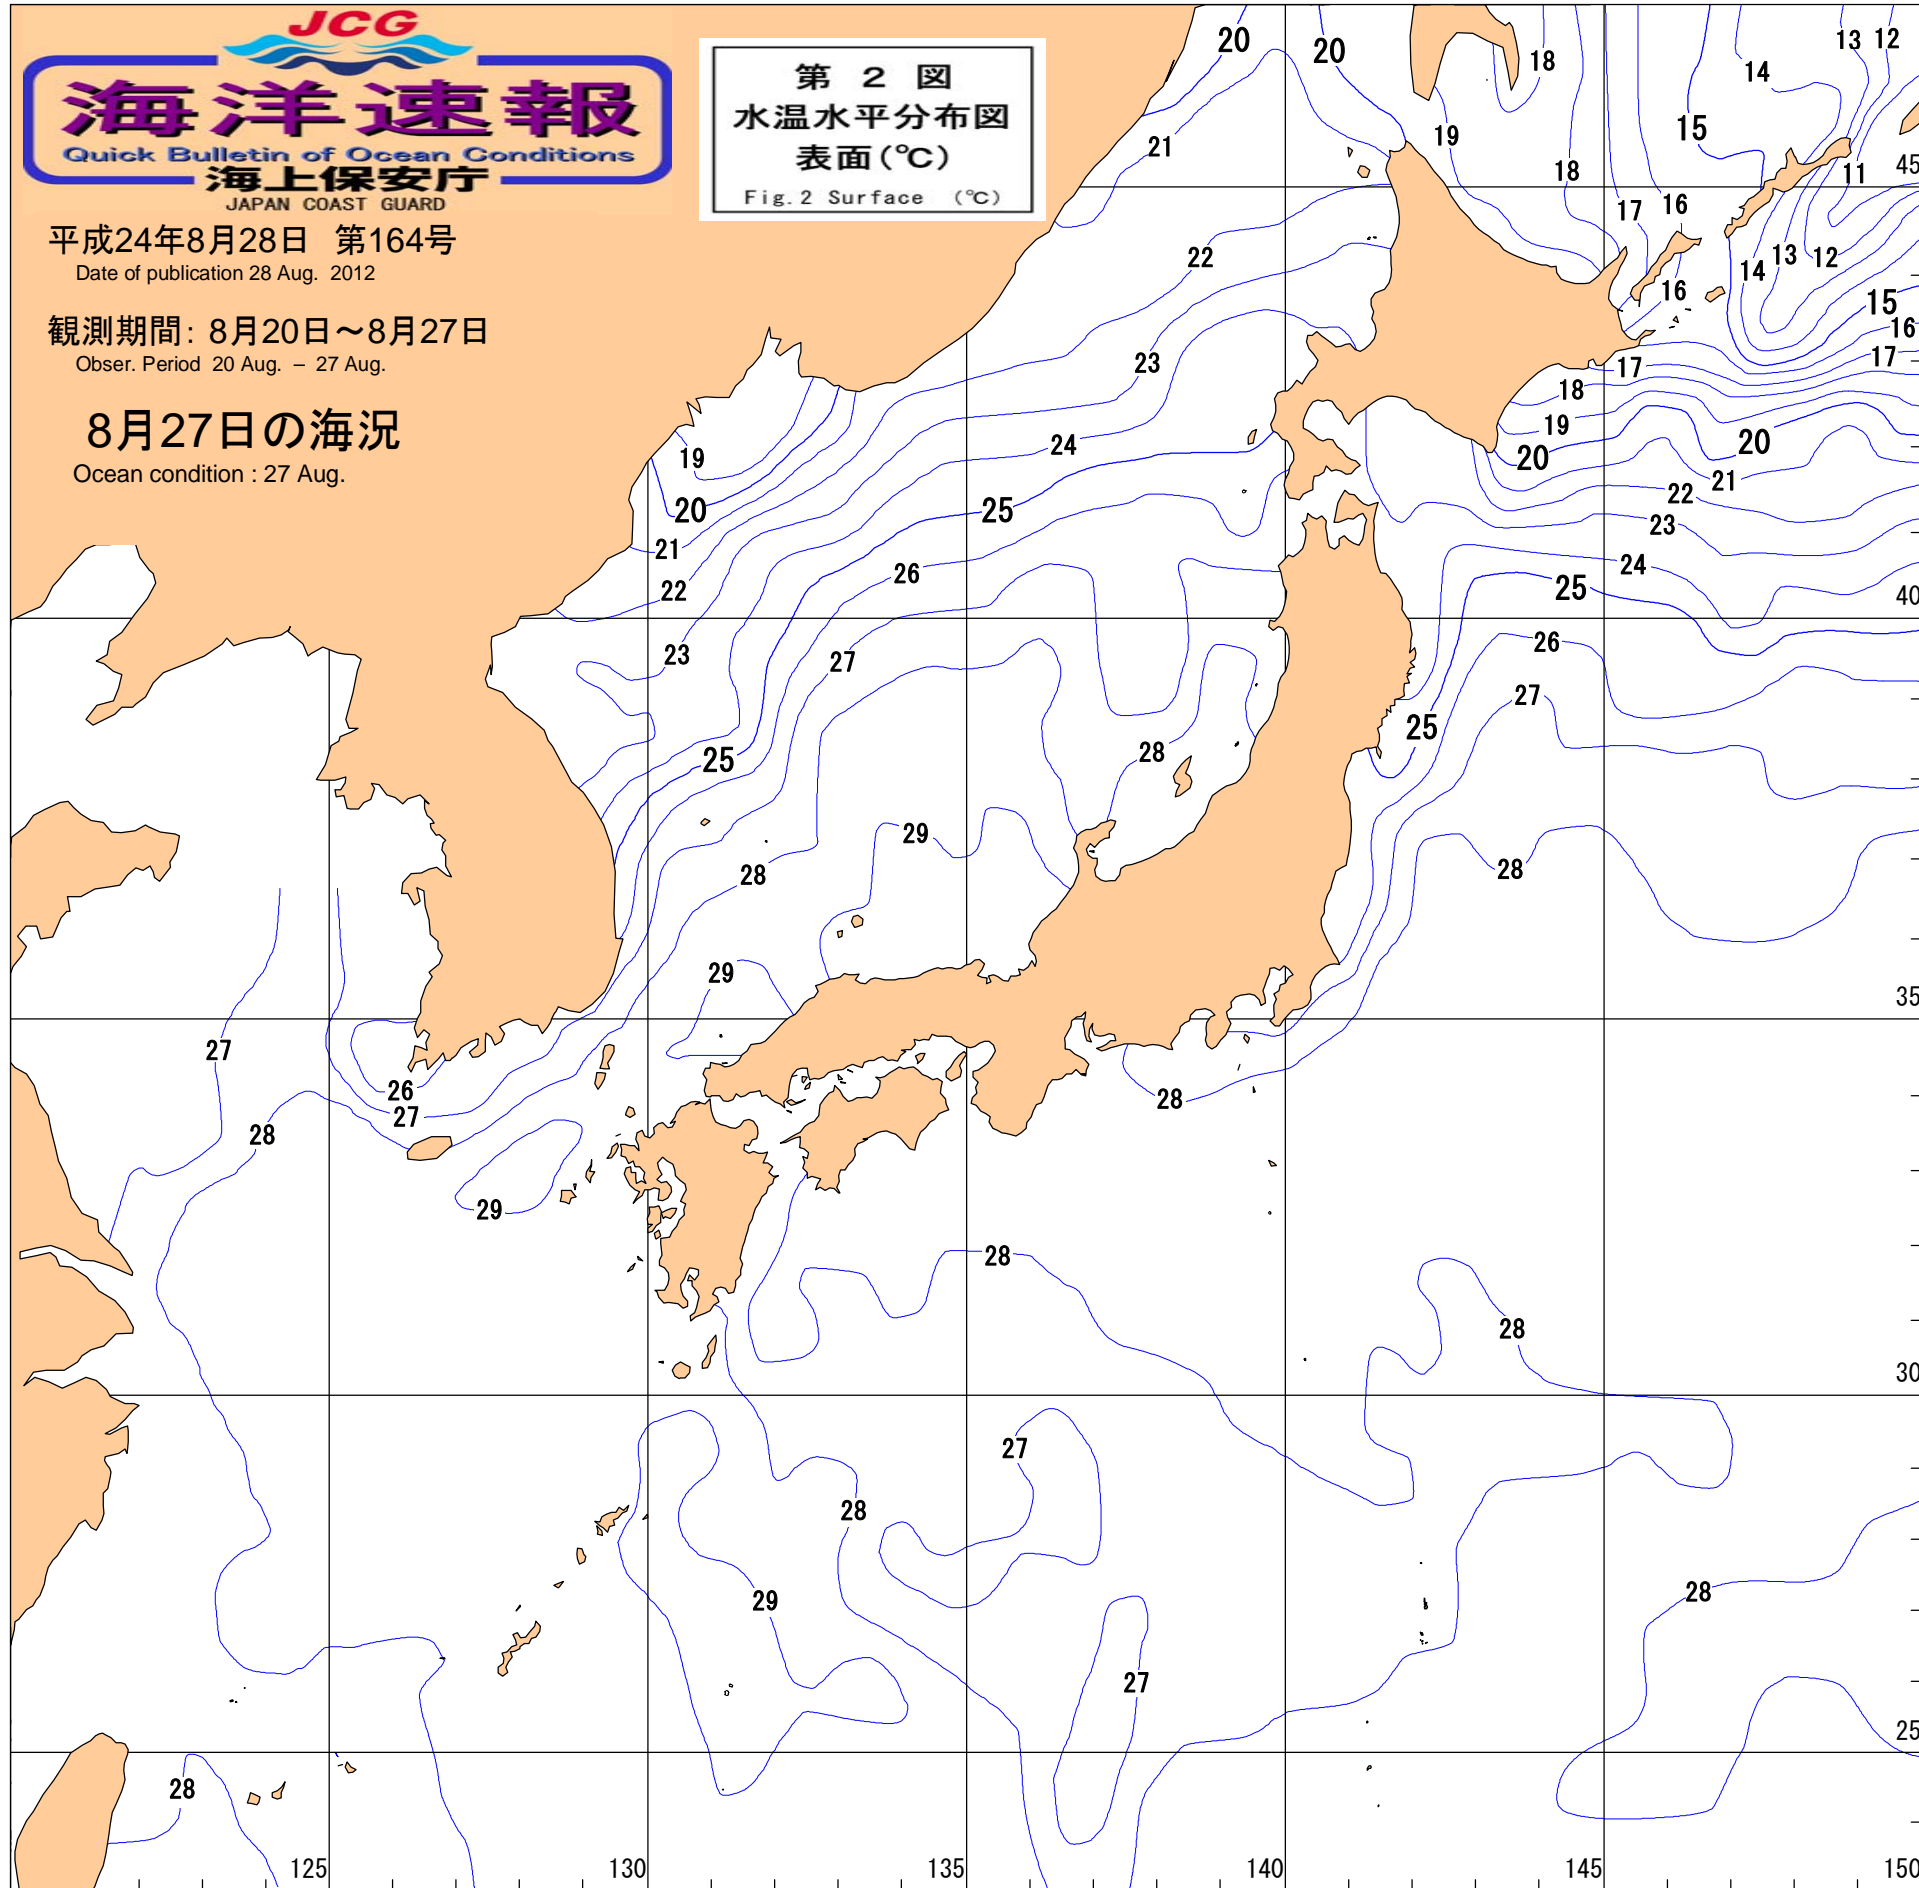 JCG
海洋速報
Quick Bulletin of Ocean Conditions
海上保安庁
JAPAN COAST GUARD
平成24年8月28日 第164号
Date of publication 28 Aug. 2012
観測期間: 8月20日～8月27日
Obser. Period 20 Aug. – 27 Aug.
8月27日の海況
Ocean condition : 27 Aug.
第 2 図
水温水平分布図
表面(℃)
Fig.2 Surface (℃)
20 20 18 14 13 12
21 19 18 15 11 45
17 16
22 14 13 12
16 15
16
23 17 17
18
24 19
19 20 20
25 21
20 22
21 23
26 24
22 25 40
23 27 26
27
25 28 25
29
28 28
29
35
27
26
27 28
28
29
28
28
30
27
28
29 28
27
25
28
125 130 135 140 145 150